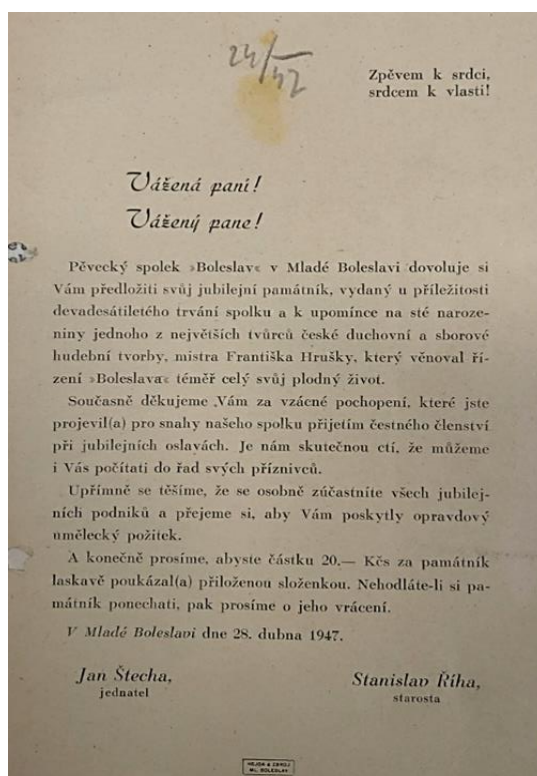 24/42
Zpěvem k srdci,
srdcem k vlasti!
Vážená paní!
Vážený pane!
Pěvecký spolek »Boleslav« v Mladé Boleslavi dovoluje si
Vám předložiti svůj jubilejní památník, vydaný u příležitosti
devadesátiletého trvání spolku a k upomínce na sté naroze-
niny jednoho z největších tvůrců české duchovní a sborové
hudební tvorby, mistra Františka Hrušky, který věnoval ří-
zení »Boleslava« téměř celý svůj plodný život.
Současně děkujeme Vám za vzácné pochopení, které jste
projevil(a) pro snahy našeho spolku přijetím čestného členství
při jubilejních oslavách. Je nám skutečnou ctí, že můžeme
i Vás počítati do řad svých příznivců.
Upřímně se těšíme, že se osobně zúčastníte všech jubilej-
ních podniků a přejeme si, aby Vám poskytly opravdový
umělecký požitek.
A konečně prosíme, abyste částku 20.— Kčs za památník
laskavě poukázal(a) přiloženou složenkou. Nehodláte-li si pa-
mátník ponechati, pak prosíme o jeho vrácení.
V Mladé Boleslavi dne 28. dubna 1947.
Jan Štecha,
jednatel
Stanislav Říha,
starosta
HEJDA & ZBROJ
ML. BOLESLAV